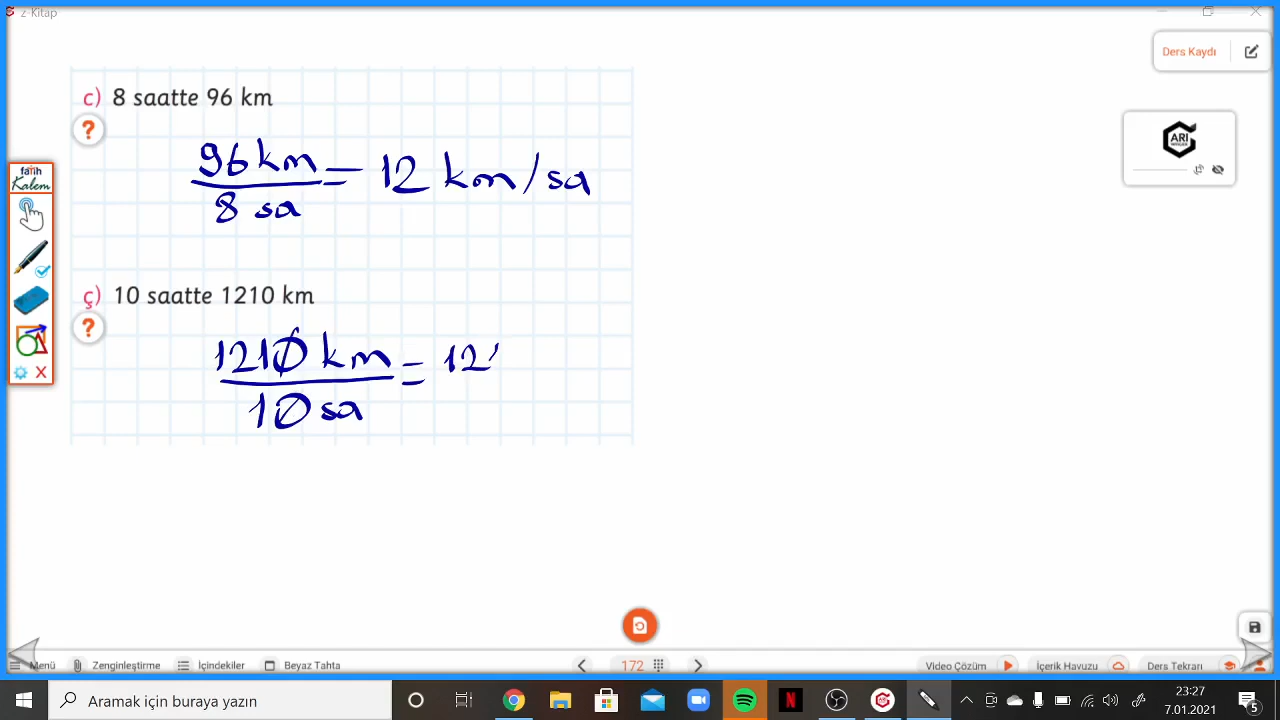 z-Kitap
Ders Kaydı
c) 8 saatte 96 km
?
96 km
8 sa
= 12 km/sa
ARI
fatih
Kalem
ç) 10 saatte 1210 km
?
1210 km
10 sa
= 12
X
Menü Zenginleştirme İçindekiler Beyaz Tahta 172 Video Çözüm İçerik Havuzu Ders Tekrarı
Aramak için buraya yazın
23:27
7.01.2021
5